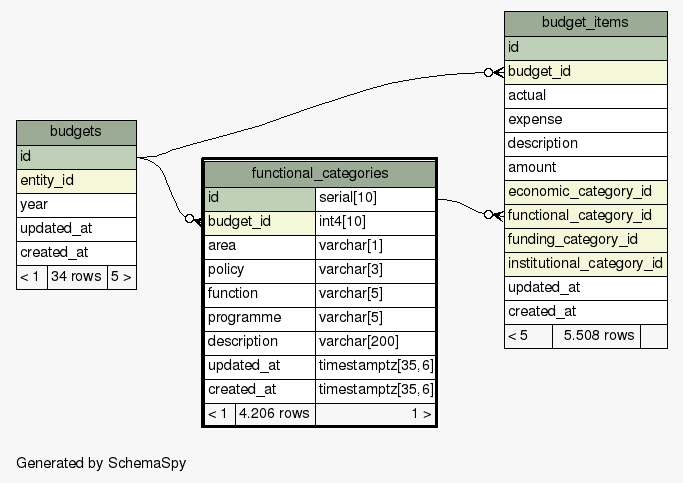 budgets
id
entity_id
year
updated_at
created_at
< 1 34 rows 5 >
functional_categories
id serial[10]
budget_id int4[10]
area varchar[1]
policy varchar[3]
function varchar[5]
programme varchar[5]
description varchar[200]
updated_at timestamptz[35,6]
created_at timestamptz[35,6]
< 1 4.206 rows 1 >
budget_items
id
budget_id
actual
expense
description
amount
economic_category_id
functional_category_id
funding_category_id
institutional_category_id
updated_at
created_at
< 5 5.508 rows
Generated by SchemaSpy